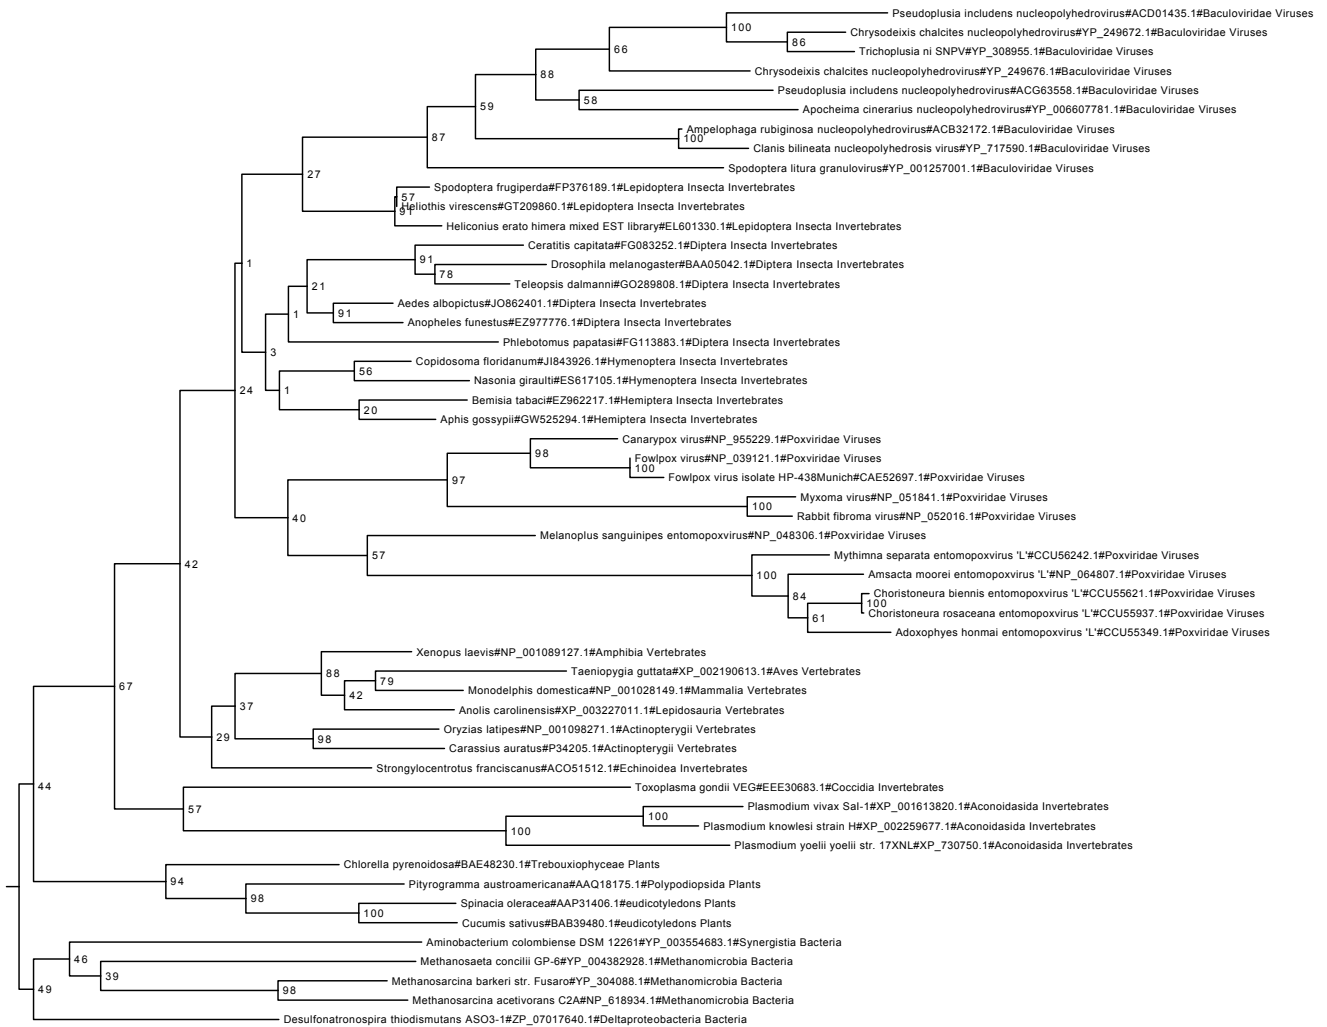 Pseudoplusia includens nucleopolyhedrovirus#ACD01435.1#Baculoviridae Viruses
100
Chrysodeixis chalcites nucleopolyhedrovirus#YP_249672.1#Baculoviridae Viruses
86
Trichoplusia ni SNPV#YP_308955.1#Baculoviridae Viruses
66
Chrysodeixis chalcites nucleopolyhedrovirus#YP_249676.1#Baculoviridae Viruses
88
Pseudoplusia includens nucleopolyhedrovirus#ACG63558.1#Baculoviridae Viruses
58
59
Apocheima cinerarius nucleopolyhedrovirus#YP_006607781.1#Baculoviridae Viruses
Ampelophaga rubiginosa nucleopolyhedrovirus#ACB32172.1#Baculoviridae Viruses
87
100
Clanis bilineata nucleopolyhedrosis virus#YP_717590.1#Baculoviridae Viruses
Spodoptera litura granulovirus#YP_001257001.1#Baculoviridae Viruses
27
Spodoptera frugiperda#FP376189.1#Lepidoptera Insecta Invertebrates
57
Heliothis virescens#GT209860.1#Lepidoptera Insecta Invertebrates
91
Heliconius erato himera mixed EST library#EL601330.1#Lepidoptera Insecta Invertebrates
Ceratitis capitata#FG083252.1#Diptera Insecta Invertebrates
91
1
Drosophila melanogaster#BAA05042.1#Diptera Insecta Invertebrates
78
Teleopsis dalmanni#GO289808.1#Diptera Insecta Invertebrates
21
Aedes albopictus#JO862401.1#Diptera Insecta Invertebrates
91
1
Anopheles funestus#EZ977776.1#Diptera Insecta Invertebrates
Phlebotomus papatasi#FG113883.1#Diptera Insecta Invertebrates
3
Copidosoma floridanum#JI843926.1#Hymenoptera Insecta Invertebrates
56
Nasonia giraulti#ES617105.1#Hymenoptera Insecta Invertebrates
24
1
Bemisia tabaci#EZ962217.1#Hemiptera Insecta Invertebrates
20
Aphis gossypii#GW525294.1#Hemiptera Insecta Invertebrates
Canarypox virus#NP_955229.1#Poxviridae Viruses
98
Fowlpox virus#NP_039121.1#Poxviridae Viruses
100
Fowlpox virus isolate HP-438Munich#CAE52697.1#Poxviridae Viruses
97
Myxoma virus#NP_051841.1#Poxviridae Viruses
100
Rabbit fibroma virus#NP_052016.1#Poxviridae Viruses
40
Melanoplus sanguinipes entomopoxvirus#NP_048306.1#Poxviridae Viruses
57
Mythimna separata entomopoxvirus 'L'#CCU56242.1#Poxviridae Viruses
42
100
Amsacta moorei entomopoxvirus 'L'#NP_064807.1#Poxviridae Viruses
84
Choristoneura biennis entomopoxvirus 'L'#CCU55621.1#Poxviridae Viruses
100
Choristoneura rosaceana entomopoxvirus 'L'#CCU55937.1#Poxviridae Viruses
61
Adoxophyes honmai entomopoxvirus 'L'#CCU55349.1#Poxviridae Viruses
Xenopus laevis#NP_001089127.1#Amphibia Vertebrates
88
Taeniopygia guttata#XP_002190613.1#Aves Vertebrates
79
67
Monodelphis domestica#NP_001028149.1#Mammalia Vertebrates
42
37
Anolis carolinensis#XP_003227011.1#Lepidosauria Vertebrates
Oryzias latipes#NP_001098271.1#Actinopterygii Vertebrates
29
98
Carassius auratus#P34205.1#Actinopterygii Vertebrates
Strongylocentrotus franciscanus#ACO51512.1#Echinoidea Invertebrates
44
Toxoplasma gondii VEG#EEE30683.1#Coccidia Invertebrates
57
Plasmodium vivax Sal-1#XP_001613820.1#Aconoidasida Invertebrates
100
Plasmodium knowlesi strain H#XP_002259677.1#Aconoidasida Invertebrates
100
Plasmodium yoelii yoelii str. 17XNL#XP_730750.1#Aconoidasida Invertebrates
Chlorella pyrenoidosa#BAE48230.1#Trebouxiophyceae Plants
94
Pityrogramma austroamericana#AAQ18175.1#Polypodiopsida Plants
98
Spinacia oleracea#AAP31406.1#eudicotyledons Plants
100
Cucumis sativus#BAB39480.1#eudicotyledons Plants
Aminobacterium colombiense DSM 12261#YP_003554683.1#Synergistia Bacteria
46
Methanosaeta concilii GP-6#YP_004382928.1#Methanomicrobia Bacteria
39
Methanosarcina barkeri str. Fusaro#YP_304088.1#Methanomicrobia Bacteria
49
98
Methanosarcina acetivorans C2A#NP_618934.1#Methanomicrobia Bacteria
Desulfonatronospira thiodismutans ASO3-1#ZP_07017640.1#Deltaproteobacteria Bacteria